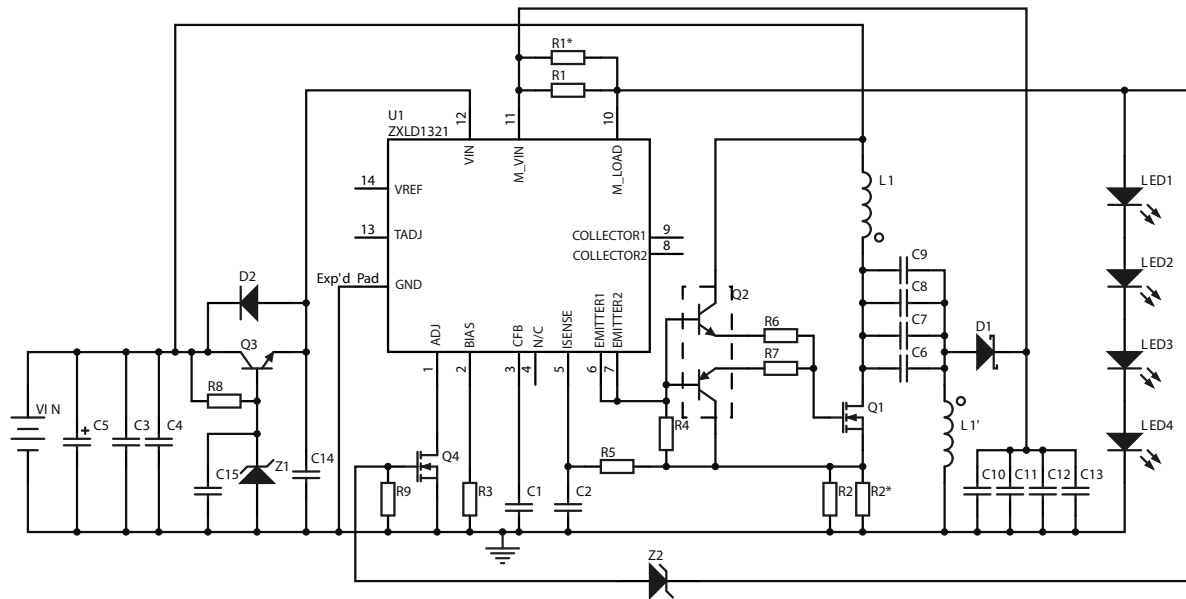 R1*
R1
U1
ZXLD1321
12
11
10
VIN
M_VIN
M_LOAD
14
VREF
L1
LED1
13
TADJ
COLLECTOR1
9
COLLECTOR2
8
C9
D2
Exp'd Pad
GND
Q2
C8
LED2
ADJ
BIAS
CFB
N/C
ISENSE
EMITTER1
EMITTER2
R6
C7
D1
Q3
R7
C6
LED3
1
2
3
4
5
6
7
R8
Q1
VIN
+
C5
C3
C4
R4
L1'
LED4
Z1
C14
Q4
R5
C15
R9
R3
C1
C2
R2
R2*
C10
C11
C12
C13
Z2